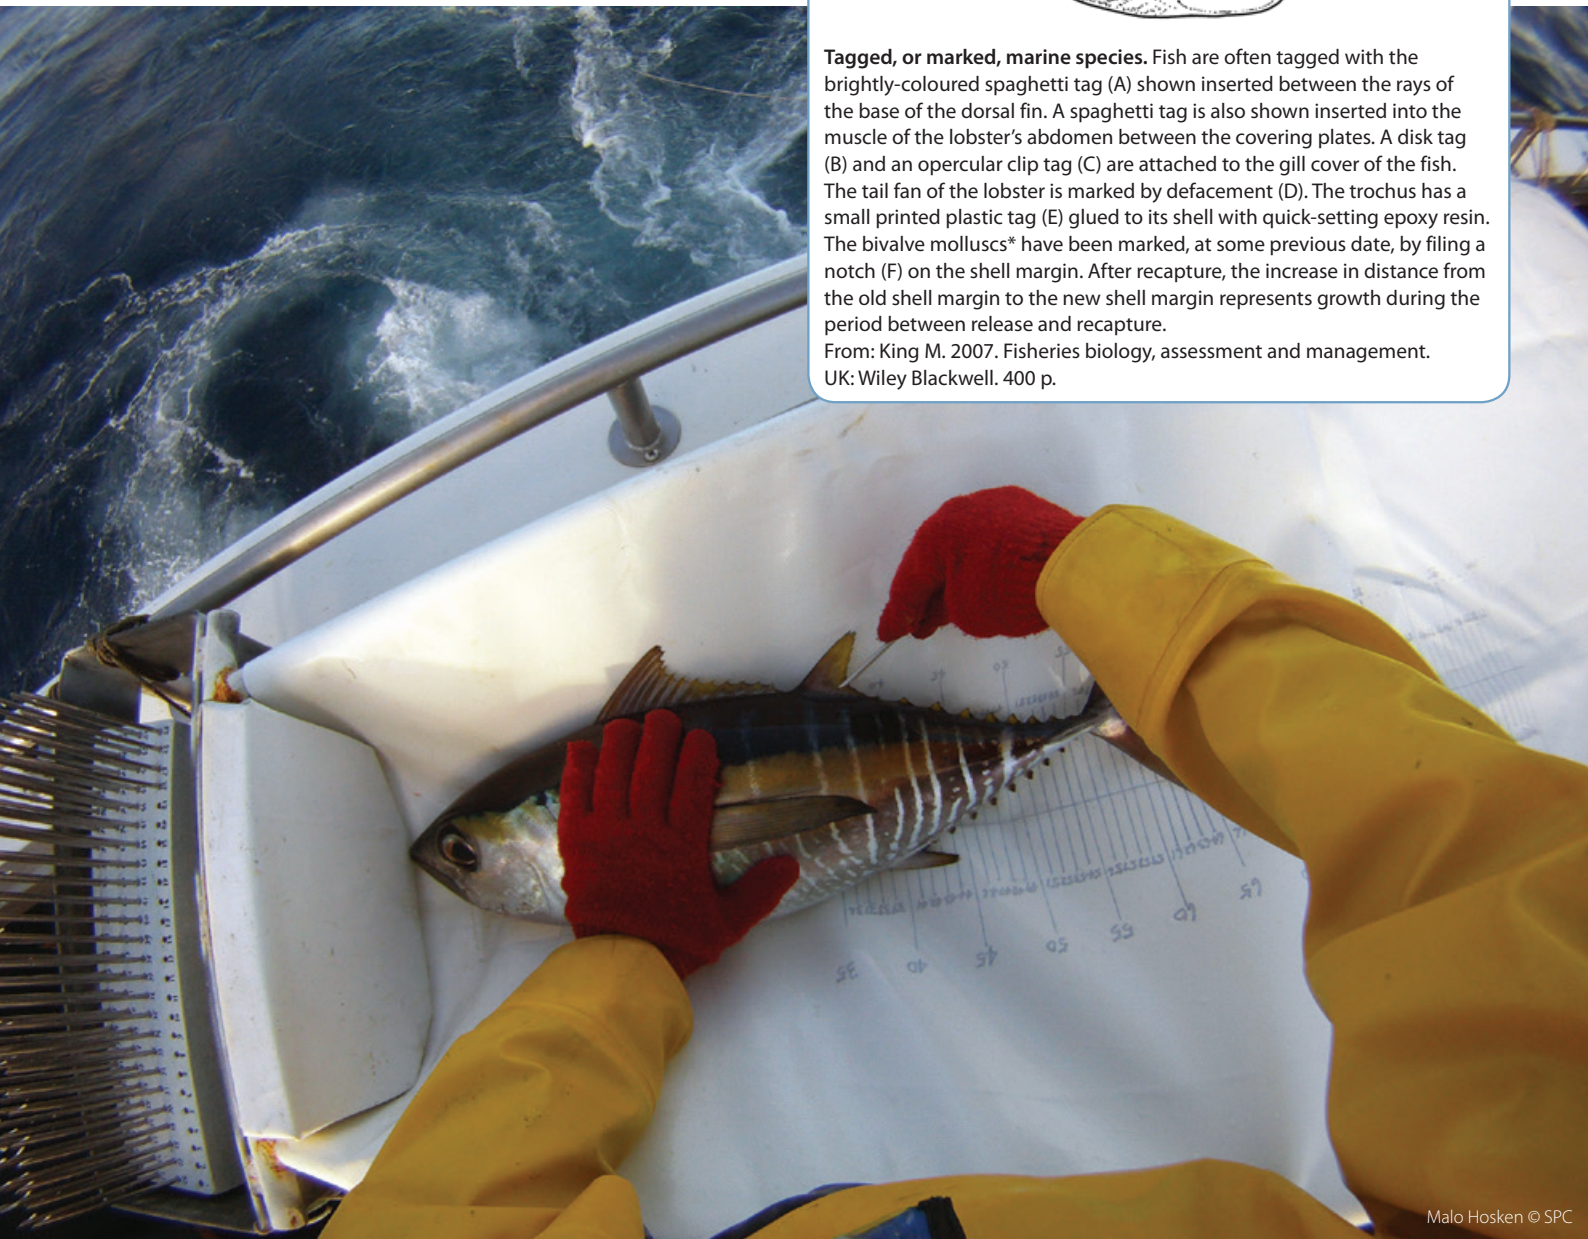 Tagged, or marked, marine species. Fish are often tagged with the
brightly-coloured spaghetti tag (A) shown inserted between the rays of
the base of the dorsal fin. A spaghetti tag is also shown inserted into the
muscle of the lobster’s abdomen between the covering plates. A disk tag
(B) and an opercular clip tag (C) are attached to the gill cover of the fish.
The tail fan of the lobster is marked by defacement (D). The trochus has a
small printed plastic tag (E) glued to its shell with quick-setting epoxy resin.
The bivalve molluscs* have been marked, at some previous date, by filing a
notch (F) on the shell margin. After recapture, the increase in distance from
the old shell margin to the new shell margin represents growth during the
period between release and recapture.
From: King M. 2007. Fisheries biology, assessment and management.
UK: Wiley Blackwell. 400 p.
35 40 45 50 55 60 65
Malo Hosken © SPC